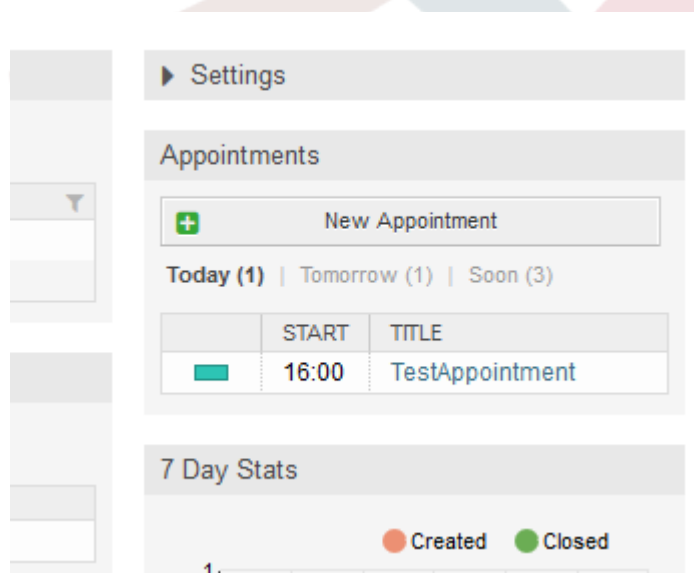 Settings
Appointments
New Appointment
Today (1) | Tomorrow (1) | Soon (3)
START TITLE
16:00 TestAppointment
7 Day Stats
Created Closed
1